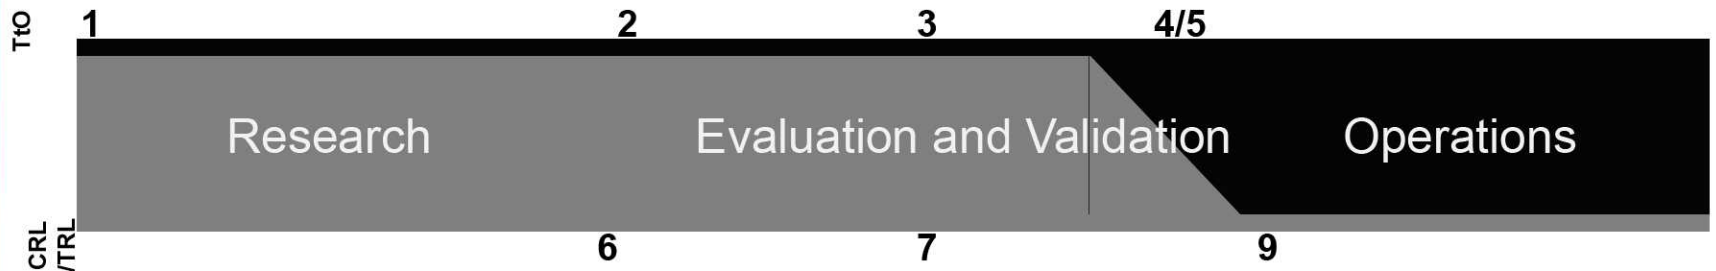 TtO
1 2 3 4/5
Research Evaluation and Validation Operations
CRL
/TRL
6 7 9